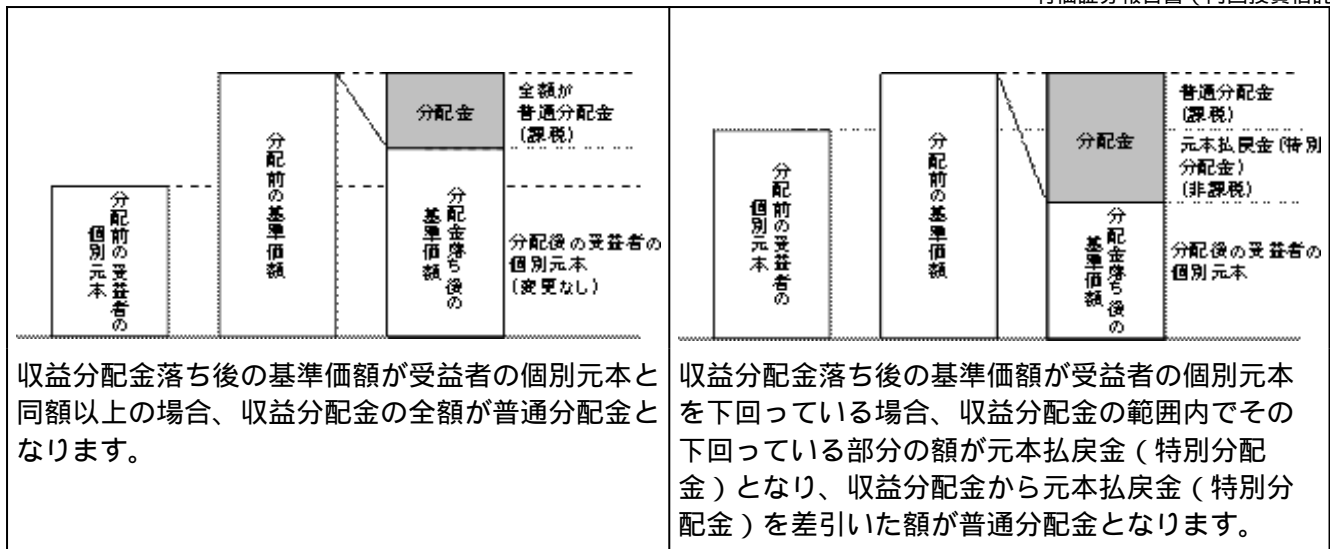 分配前の受益者の
個別元本
分配前の基準価額
分配金
分配金落ち後の
基準価額
全額が
普通分配金
(課税)
分配後の受益者の
個別元本
(変更なし)
収益分配金落ち後の基準価額が受益者の個別元本と
同額以上の場合、収益分配金の全額が普通分配金と
なります。
分配前の受益者の
個別元本
分配前の基準価額
分配金
分配金落ち後の
基準価額
普通分配金
(課税)
元本払戻金(特別
分配金)
(非課税)
分配後の受益者の
個別元本
収益分配金落ち後の基準価額が受益者の個別元本
を下回っている場合、収益分配金の範囲内でその
下回っている部分の額が元本払戻金(特別分配
金)となり、収益分配金から元本払戻金(特別分
配金)を差引いた額が普通分配金となります。